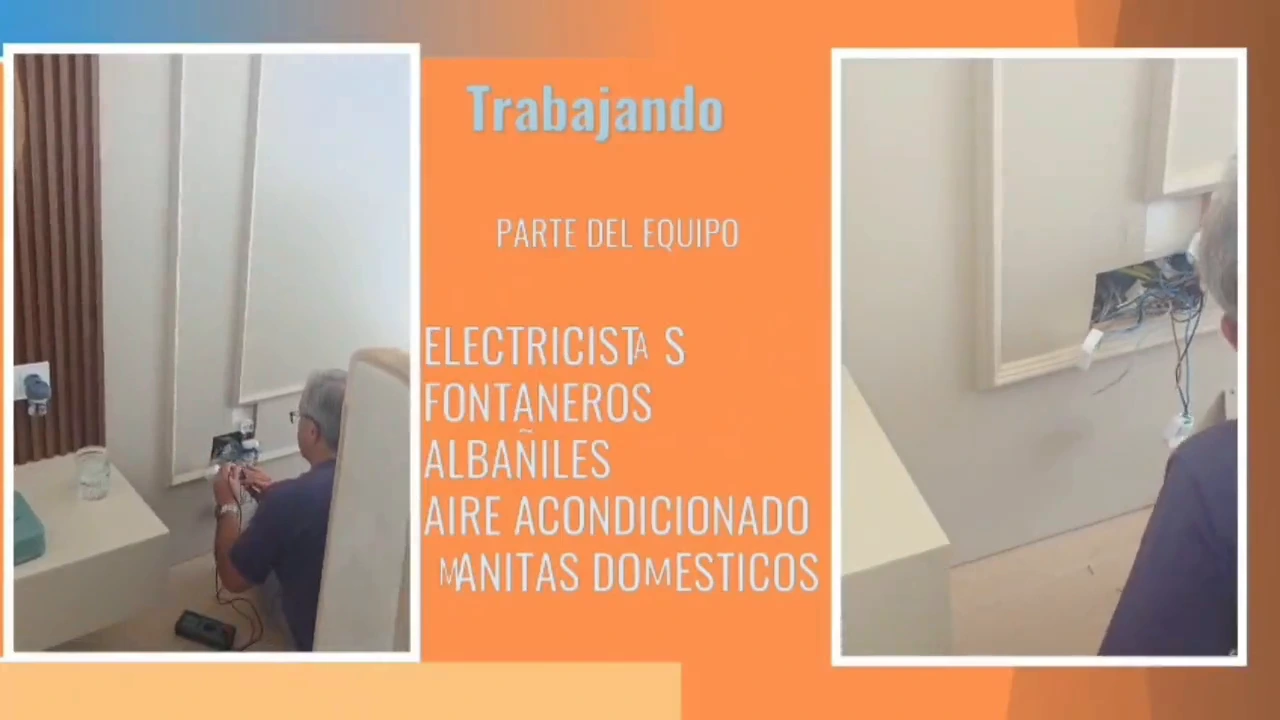 Trabajando
PARTE DEL EQUIPO
ELECTRICISTA S
FONTANEROS
ALBAÑILES
AIRE ACONDICIONADO
MANITAS DOMESTICOS